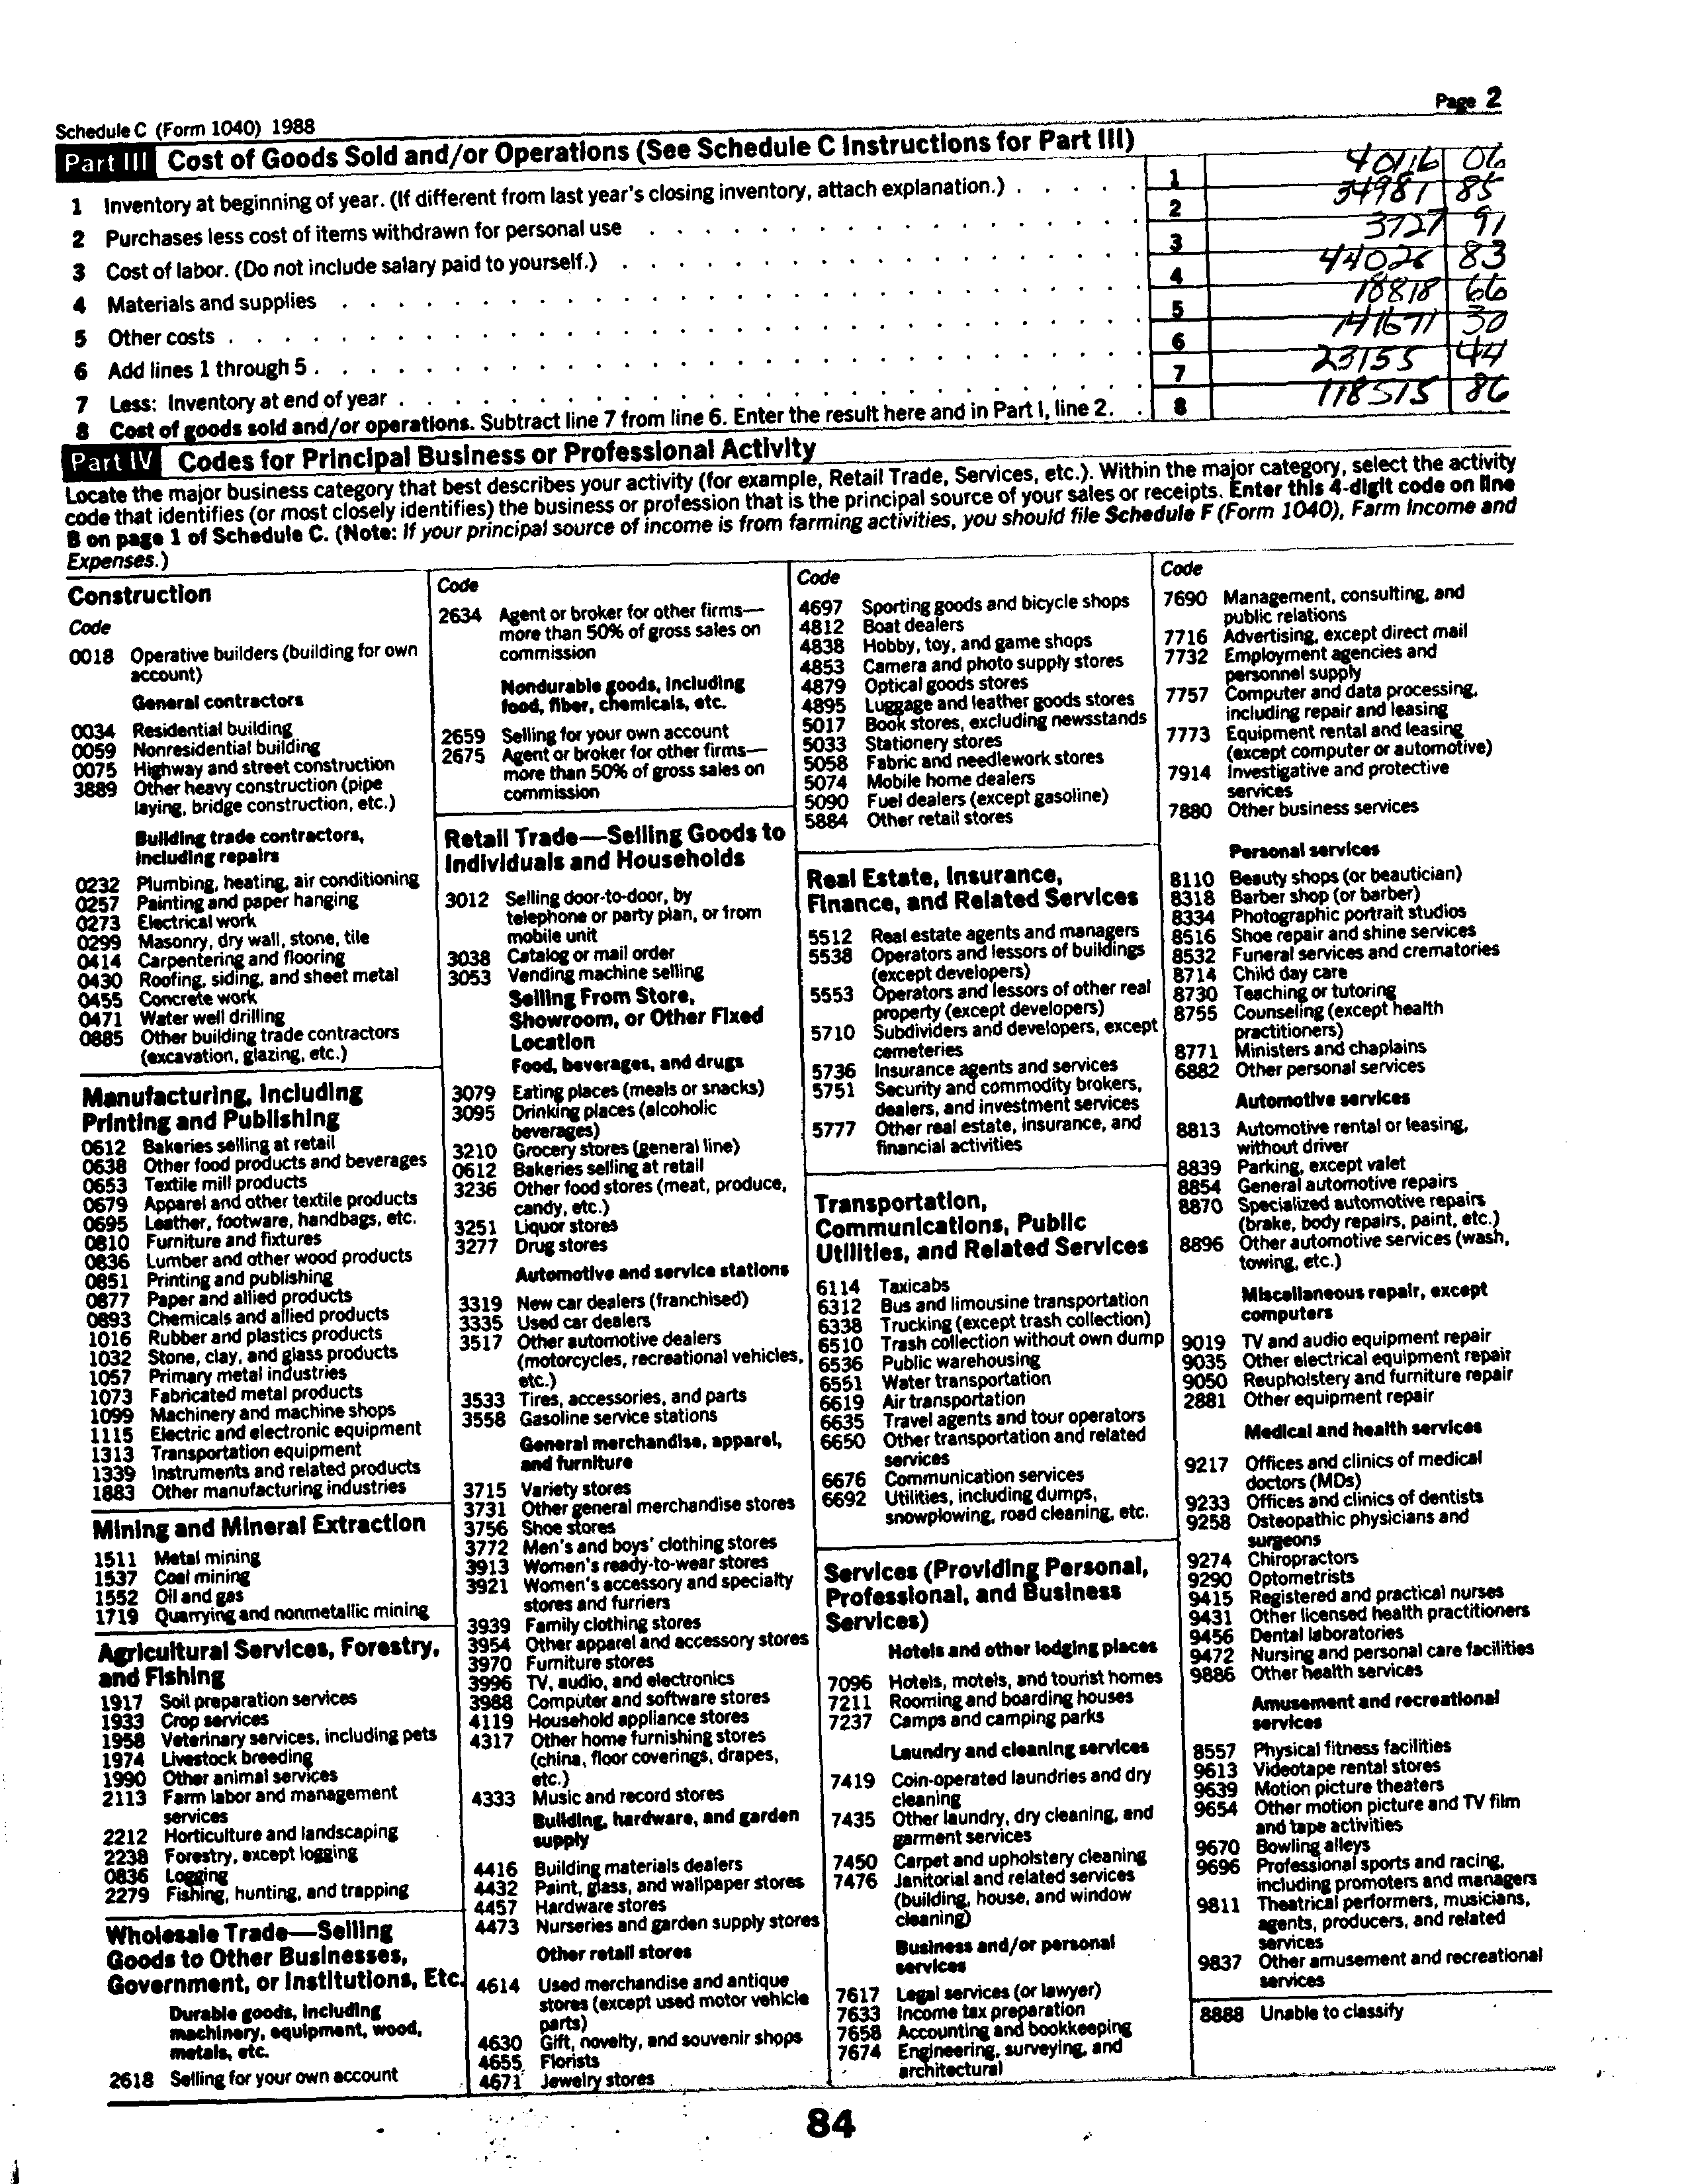 Schedule C (Form 1040) 1988
Page 2
Part III Cost of Goods Sold and/or Operations (See Schedule C Instructions for Part III)
1 Inventory at beginning of year. (If different from last year's closing inventory, attach explanation.) . . . . . 1 40116 06
2 Purchases less cost of items withdrawn for personal use 2 34981 85
3 Cost of labor. (Do not include salary paid to yourself.) 3 3727 91
4 Materials and supplies 4 44026 83
5 Other costs 5 18818 66
6 Add lines 1 through 5 6 141671 30
7 Less: Inventory at end of year 7 23155 44
8 Cost of goods sold and/or operations. Subtract line 7 from line 6. Enter the result here and in Part I, line 2. . 8 118515 86
Part IV Codes for Principal Business or Professional Activity
Locate the major business category that best describes your activity (for example, Retail Trade, Services, etc.). Within the major category, select the activity
code that identifies (or most closely identifies) the business or profession that is the principal source of your sales or receipts. Enter this 4-digit code on line
B on page 1 of Schedule C. (Note: If your principal source of income is from farming activities, you should file Schedule F (Form 1040), Farm Income and
Expenses.)
Construction
Code
0018 Operative builders (building for own
account)
General contractors
0034 Residential building
0059 Nonresidential building
0075 Highway and street construction
3889 Other heavy construction (pipe
laying, bridge construction, etc.)
Building trade contractors,
including repairs
0232 Plumbing, heating, air conditioning
0257 Painting and paper hanging
0273 Electrical work
0299 Masonry, dry wall, stone, tile
0414 Carpentering and flooring
0430 Roofing, siding, and sheet metal
0455 Concrete work
0471 Water well drilling
0885 Other building trade contractors
(excavation, glazing, etc.)
Manufacturing, Including
Printing and Publishing
0612 Bakeries selling at retail
0638 Other food products and beverages
0653 Textile mill products
0679 Apparel and other textile products
0695 Leather, footware, handbags, etc.
0810 Furniture and fixtures
0836 Lumber and other wood products
0851 Printing and publishing
0877 Paper and allied products
0893 Chemicals and allied products
1016 Rubber and plastics products
1032 Stone, clay, and glass products
1057 Primary metal industries
1073 Fabricated metal products
1099 Machinery and machine shops
1115 Electric and electronic equipment
1313 Transportation equipment
1339 Instruments and related products
1883 Other manufacturing industries
Mining and Mineral Extraction
1511 Metal mining
1537 Coal mining
1552 Oil and gas
1719 Quarrying and nonmetallic mining
Agricultural Services, Forestry,
and Fishing
1917 Soil preparation services
1933 Crop services
1958 Veterinary services, including pets
1974 Livestock breeding
1990 Other animal services
2113 Farm labor and management
services
2212 Horticulture and landscaping
2238 Forestry, except logging
0836 Logging
2279 Fishing, hunting, and trapping
Wholesale Trade—Selling
Goods to Other Businesses,
Government, or Institutions, Etc.
Durable goods, including
machinery, equipment, wood,
metals, etc.
2618 Selling for your own account
Code
2634 Agent or broker for other firms—
more than 50% of gross sales on
commission
Nondurable goods, including
food, fiber, chemicals, etc.
2659 Selling for your own account
2675 Agent or broker for other firms—
more than 50% of gross sales on
commission
Retail Trade—Selling Goods to
Individuals and Households
3012 Selling door-to-door, by
telephone or party plan, or from
mobile unit
3038 Catalog or mail order
3053 Vending machine selling
Selling From Store,
Showroom, or Other Fixed
Location
Food, beverages, and drugs
3079 Eating places (meals or snacks)
3095 Drinking places (alcoholic
beverages)
3210 Grocery stores (general line)
0612 Bakeries selling at retail
3236 Other food stores (meat, produce,
candy, etc.)
3251 Liquor stores
3277 Drug stores
Automotive and service stations
3319 New car dealers (franchised)
3335 Used car dealers
3517 Other automotive dealers
(motorcycles, recreational vehicles,
etc.)
3533 Tires, accessories, and parts
3558 Gasoline service stations
General merchandise, apparel,
and furniture
3715 Variety stores
3731 Other general merchandise stores
3756 Shoe stores
3772 Men's and boys' clothing stores
3913 Women's ready-to-wear stores
3921 Women's accessory and specialty
stores and furriers
3939 Family clothing stores
3954 Other apparel and accessory stores
3970 Furniture stores
3996 TV, audio, and electronics
3988 Computer and software stores
4119 Household appliance stores
4317 Other home furnishing stores
(china, floor coverings, drapes,
etc.)
4333 Music and record stores
Building, hardware, and garden
supply
4416 Building materials dealers
4432 Paint, glass, and wallpaper stores
4457 Hardware stores
4473 Nurseries and garden supply stores
Other retail stores
4614 Used merchandise and antique
stores (except used motor vehicle
parts)
4630 Gift, novelty, and souvenir shops
4655 Florists
4671 Jewelry stores
Code
4697 Sporting goods and bicycle shops
4812 Boat dealers
4838 Hobby, toy, and game shops
4853 Camera and photo supply stores
4879 Optical goods stores
4895 Luggage and leather goods stores
5017 Book stores, excluding newsstands
5033 Stationery stores
5058 Fabric and needlework stores
5074 Mobile home dealers
5090 Fuel dealers (except gasoline)
5884 Other retail stores
Real Estate, Insurance,
Finance, and Related Services
5512 Real estate agents and managers
5538 Operators and lessors of buildings
(except developers)
5553 Operators and lessors of other real
property (except developers)
5710 Subdividers and developers, except
cemeteries
5736 Insurance agents and services
5751 Security and commodity brokers,
dealers, and investment services
5777 Other real estate, insurance, and
financial activities
Transportation,
Communications, Public
Utilities, and Related Services
6114 Taxicabs
6312 Bus and limousine transportation
6338 Trucking (except trash collection)
6510 Trash collection without own dump
6536 Public warehousing
6551 Water transportation
6619 Air transportation
6635 Travel agents and tour operators
6650 Other transportation and related
services
6676 Communication services
6692 Utilities, including dumps,
snowplowing, road cleaning, etc.
Services (Providing Personal,
Professional, and Business
Services)
Hotels and other lodging places
7096 Hotels, motels, and tourist homes
7211 Rooming and boarding houses
7237 Camps and camping parks
Laundry and cleaning services
7419 Coin-operated laundries and dry
cleaning
7435 Other laundry, dry cleaning, and
garment services
7450 Carpet and upholstery cleaning
7476 Janitorial and related services
(building, house, and window
cleaning)
Business and/or personal
services
7617 Legal services (or lawyer)
7633 Income tax preparation
7658 Accounting and bookkeeping
7674 Engineering, surveying, and
architectural
Code
7690 Management, consulting, and
public relations
7716 Advertising, except direct mail
7732 Employment agencies and
personnel supply
7757 Computer and data processing,
including repair and leasing
7773 Equipment rental and leasing
(except computer or automotive)
7914 Investigative and protective
services
7880 Other business services
Personal services
8110 Beauty shops (or beautician)
8318 Barber shop (or barber)
8334 Photographic portrait studios
8516 Shoe repair and shine services
8532 Funeral services and crematories
8714 Child day care
8730 Teaching or tutoring
8755 Counseling (except health
practitioners)
8771 Ministers and chaplains
6882 Other personal services
Automotive services
8813 Automotive rental or leasing,
without driver
8839 Parking, except valet
8854 General automotive repairs
8870 Specialized automotive repairs
(brake, body repairs, paint, etc.)
8896 Other automotive services (wash,
towing, etc.)
Miscellaneous repair, except
computers
9019 TV and audio equipment repair
9035 Other electrical equipment repair
9050 Reupholstery and furniture repair
2881 Other equipment repair
Medical and health services
9217 Offices and clinics of medical
doctors (MDs)
9233 Offices and clinics of dentists
9258 Osteopathic physicians and
surgeons
9274 Chiropractors
9290 Optometrists
9415 Registered and practical nurses
9431 Other licensed health practitioners
9456 Dental laboratories
9472 Nursing and personal care facilities
9886 Other health services
Amusement and recreational
services
8557 Physical fitness facilities
9613 Videotape rental stores
9639 Motion picture theaters
9654 Other motion picture and TV film
and tape activities
9670 Bowling alleys
9696 Professional sports and racing,
including promoters and managers
9811 Theatrical performers, musicians,
agents, producers, and related
services
9837 Other amusement and recreational
services
8888 Unable to classify
84